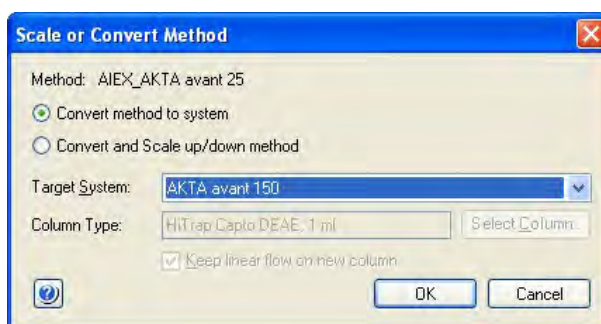 Scale or Convert Method
Method: AIEX_AKTA avant 25
Convert method to system
Convert and Scale up/down method
Target System: AKTA avant 150
Column Type: HiTrap Capto DEAE, 1 ml Select Column
Keep linear flow on new column
OK Cancel